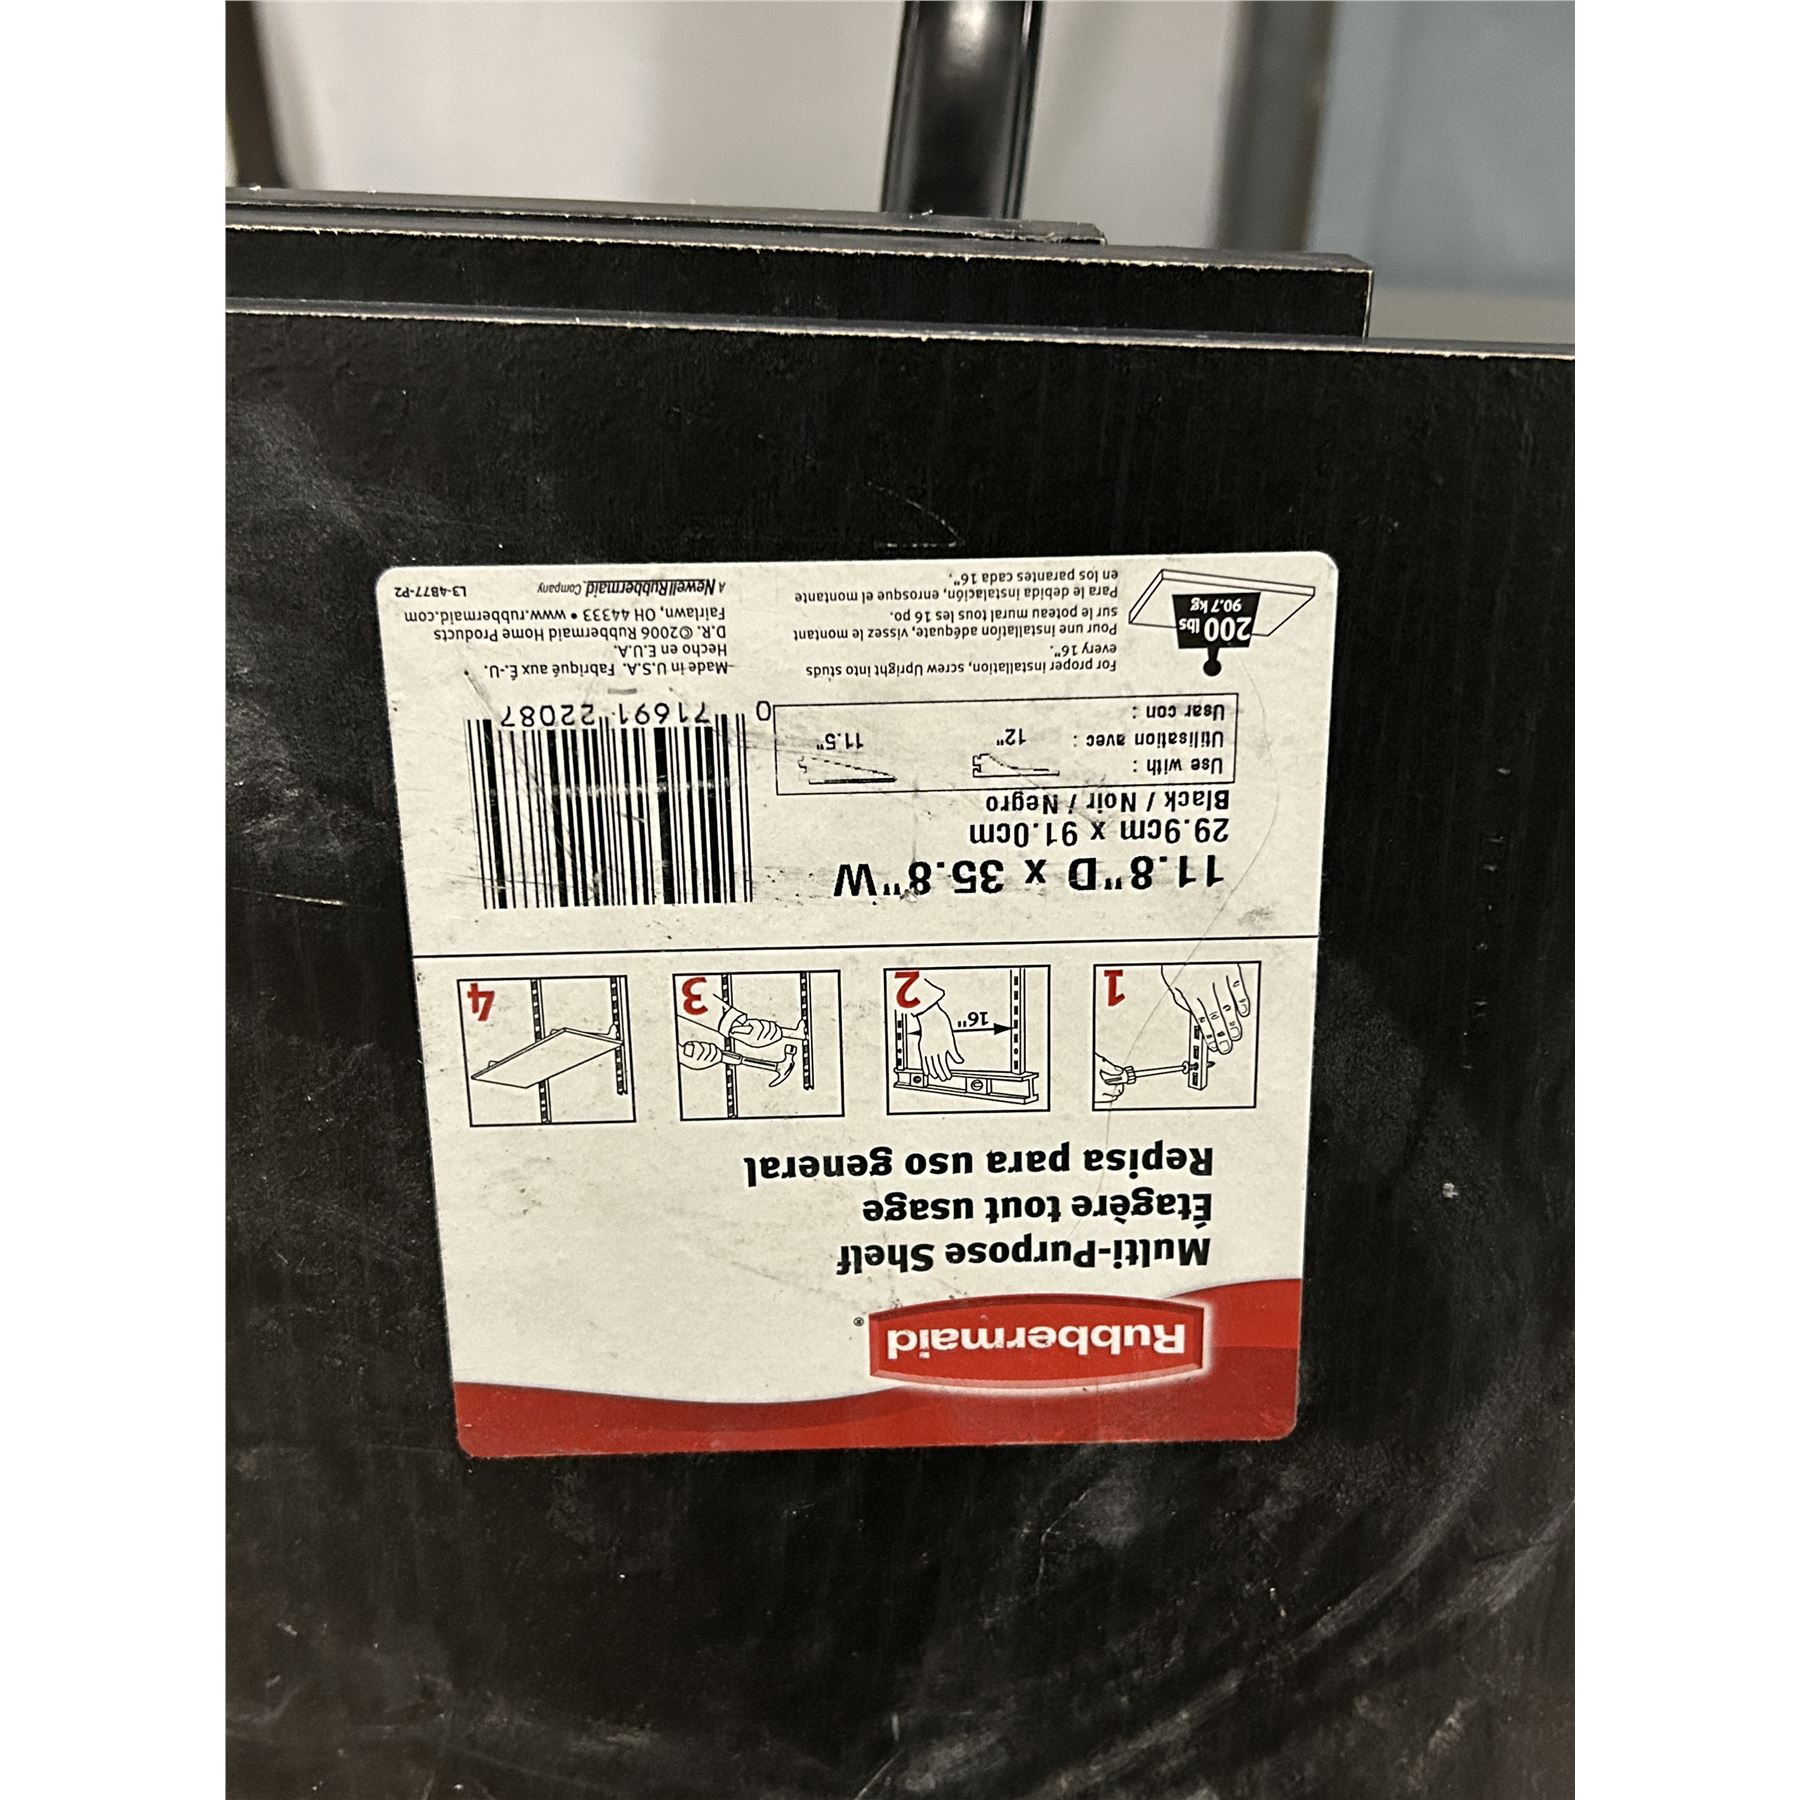 Rubbermaid®
Multi-Purpose Shelf
Étagère tout usage
Repisa para uso general
1
2
16"
3
4
11.8"D x 35.8"W
29.9cm x 91.0cm
Black / Noir / Negro
Use with :
Utilisation avec :
Usar con :
12"
11.5"
0 71691 22087
200 lbs
90.7 kg
For proper installation, screw Upright into studs
every 16".
Pour une installation adéquate, vissez le montant
sur le poteau mural tous les 16 po.
Para le debida instalación, enrosque el montante
en los parantes cada 16".
Made in U.S.A. Fabriqué aux É.-U.
Hecho en E.U.A.
D.R. ©2006 Rubbermaid Home Products
Fairlawn, OH 44333 • www.rubbermaid.com
A NewellRubbermaid Company
L3-4B77-P2